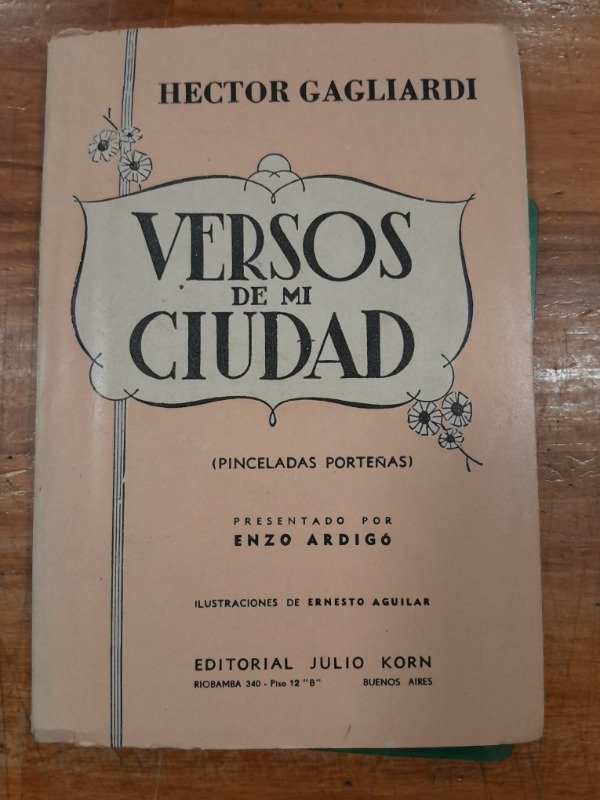 HECTOR GAGLIARDI
VERSOS
DE MI
CIUDAD
(PINCELADAS PORTEÑAS)
PRESENTADO POR
ENZO ARDIGÓ
ILUSTRACIONES DE ERNESTO AGUILAR
EDITORIAL JULIO KORN
RIOBAMBA 340 - Piso 12 "B" BUENOS AIRES